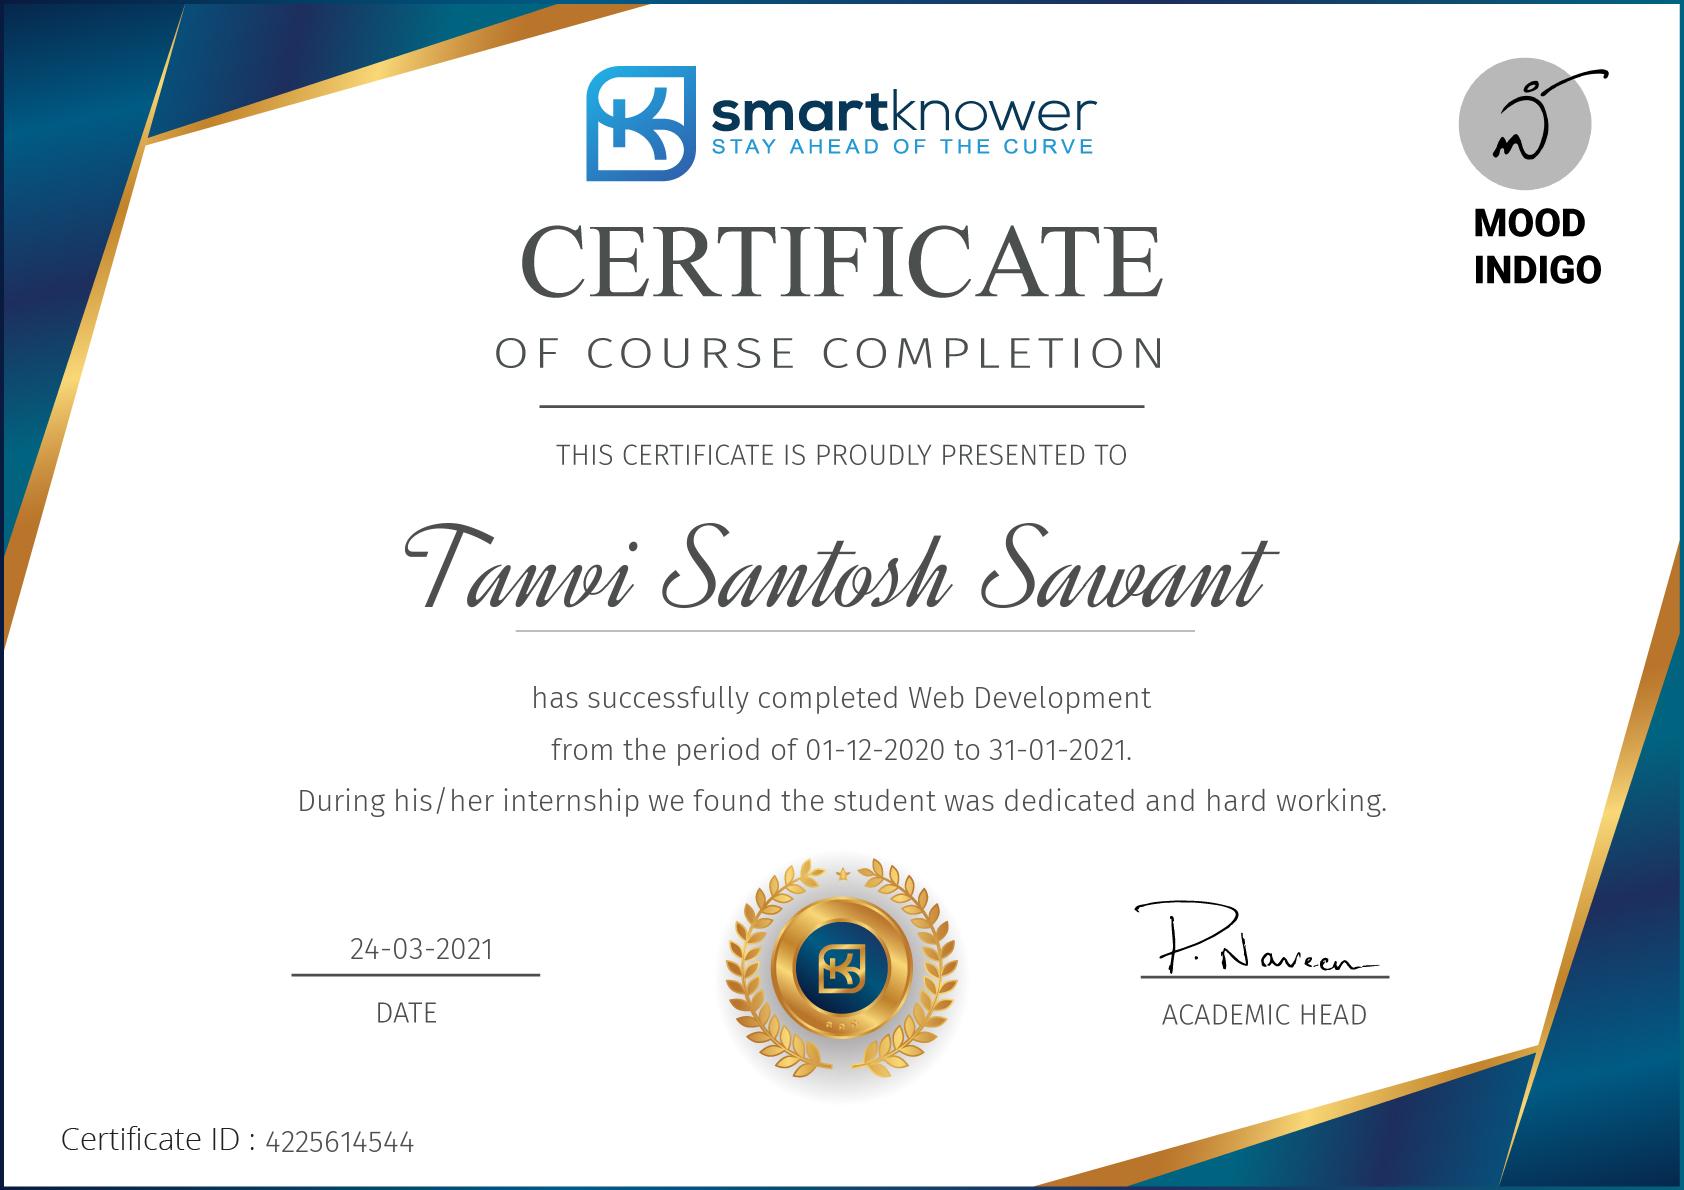 smartknower
STAY AHEAD OF THE CURVE
MOOD
INDIGO
CERTIFICATE
OF COURSE COMPLETION
THIS CERTIFICATE IS PROUDLY PRESENTED TO
Tanvi Santosh Sawant
has successfully completed Web Development
from the period of 01-12-2020 to 31-01-2021.
During his/her internship we found the student was dedicated and hard working.
24-03-2021
DATE
P. Naveen
ACADEMIC HEAD
Certificate ID : 4225614544